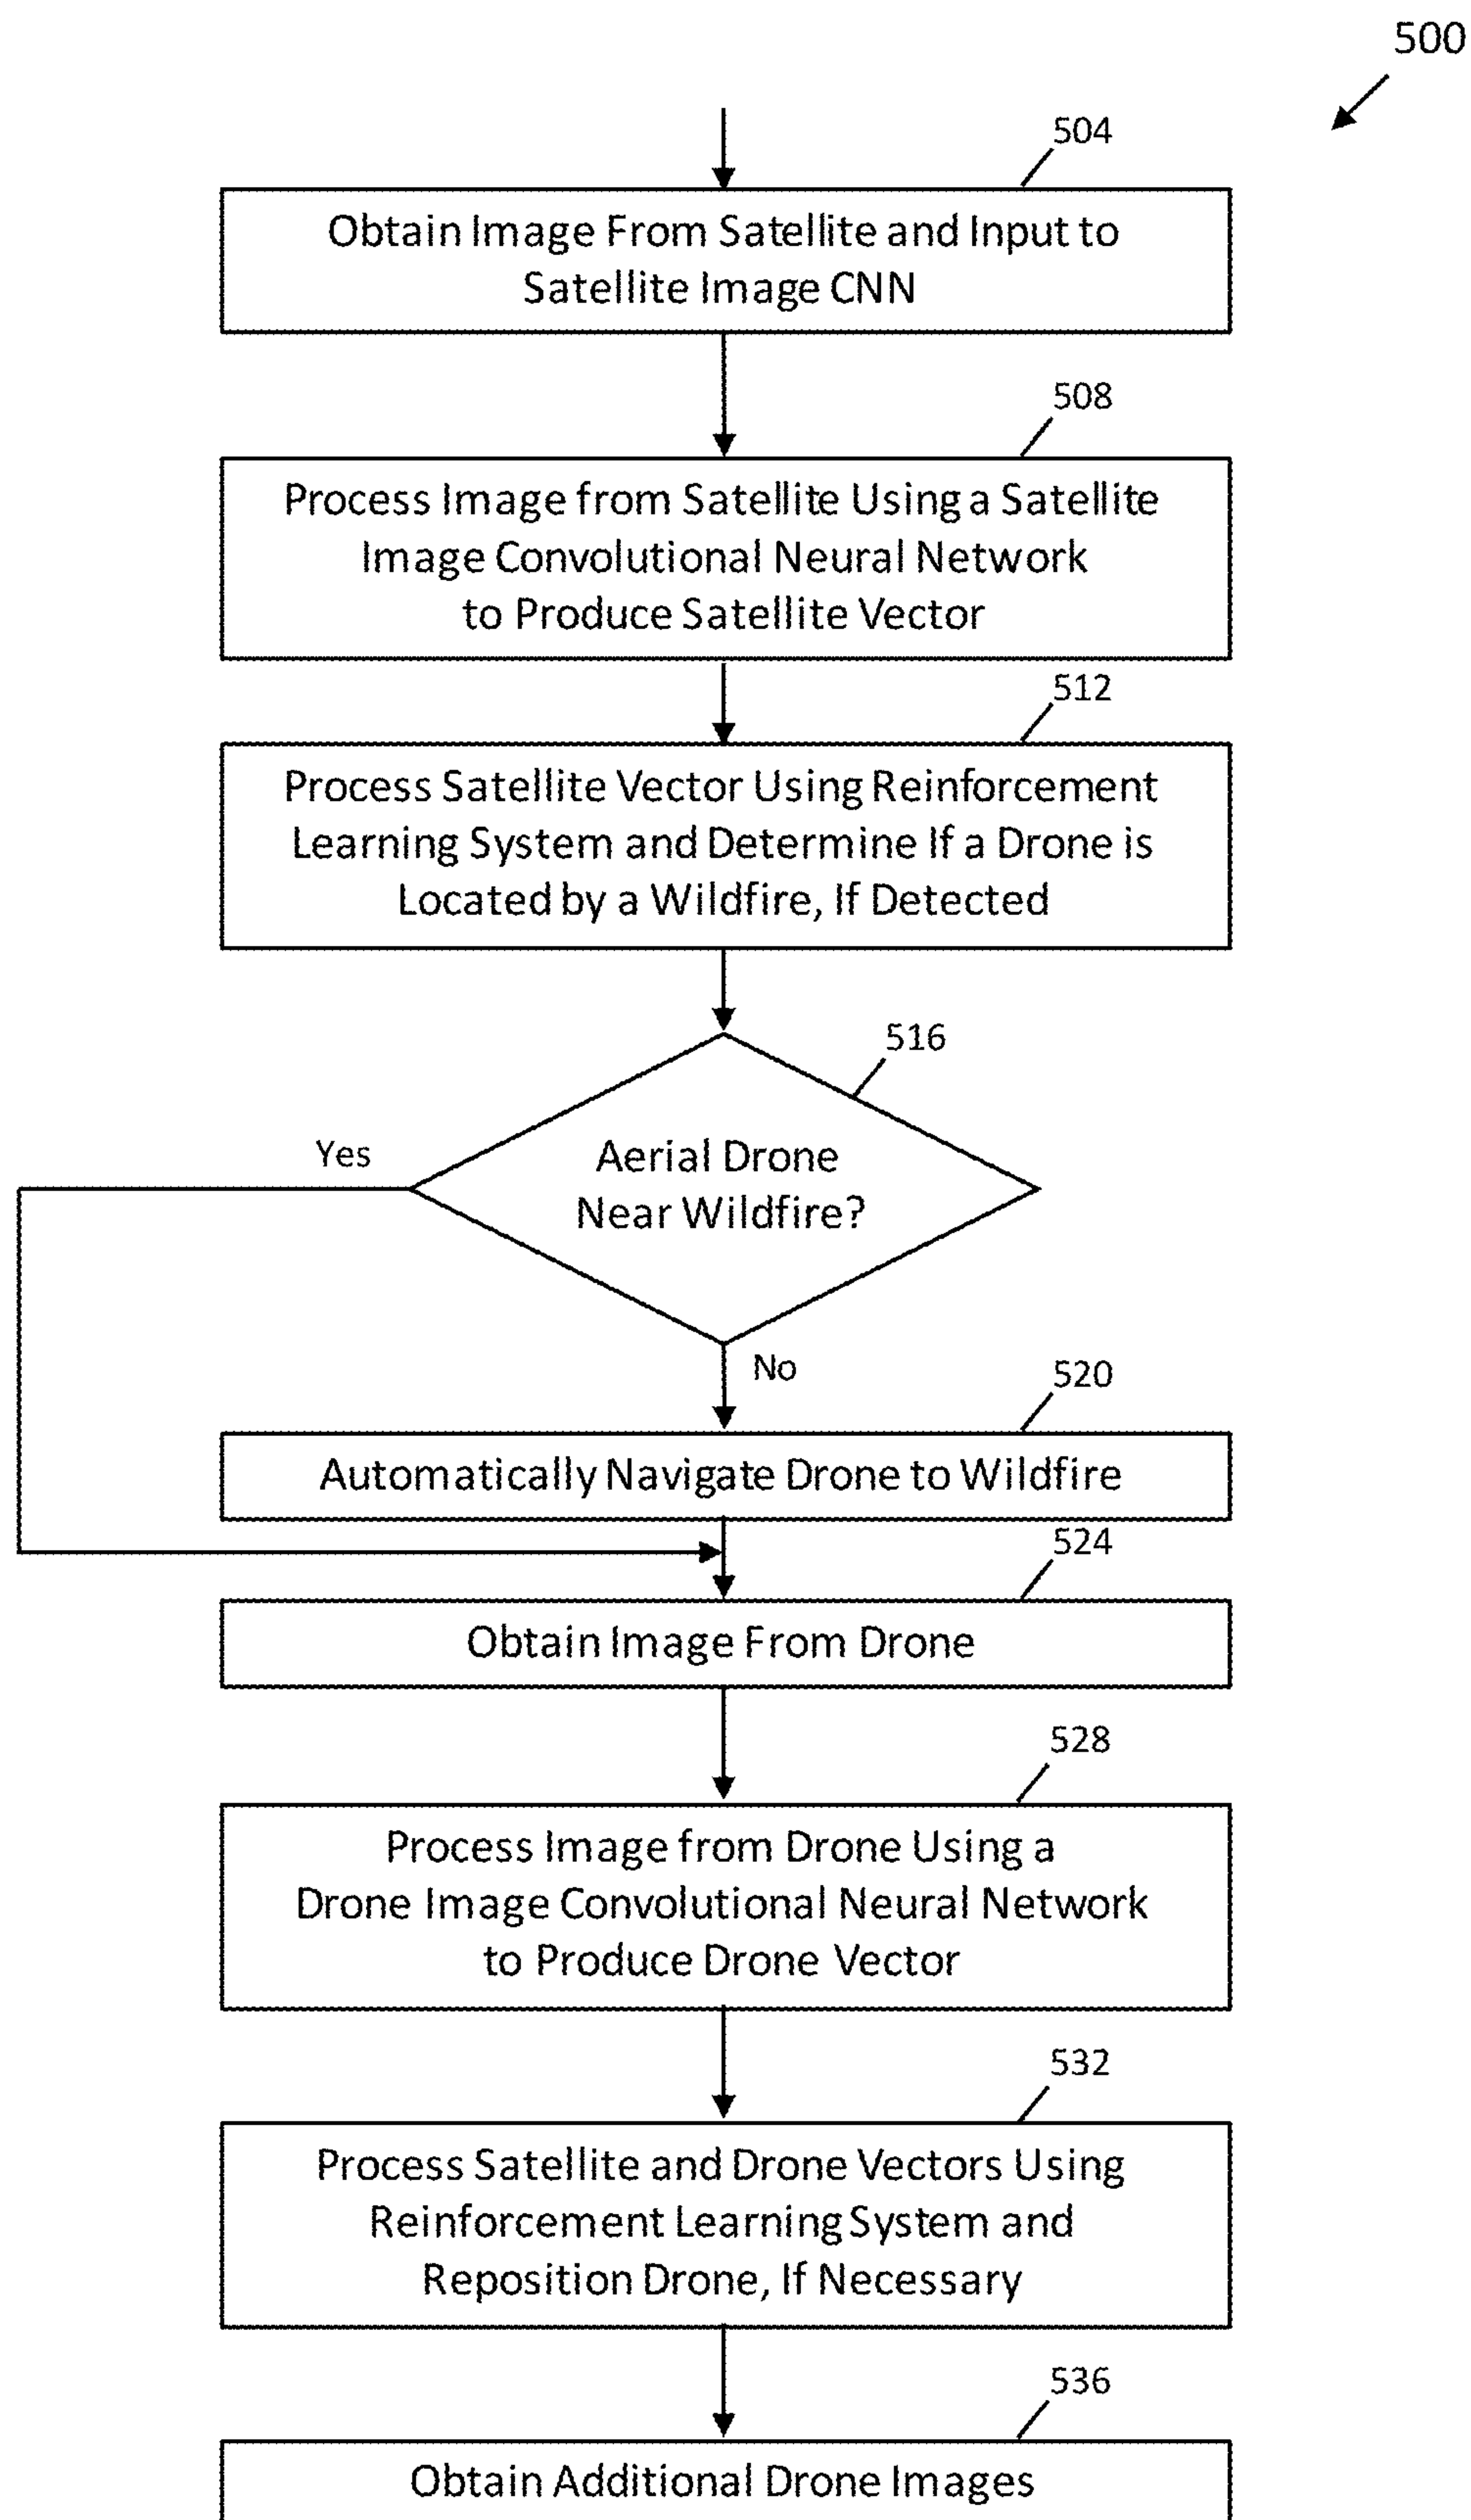 500
504
Obtain Image From Satellite and Input to
Satellite Image CNN
508
Process Image from Satellite Using a Satellite
Image Convolutional Neural Network
to Produce Satellite Vector
512
Process Satellite Vector Using Reinforcement
Learning System and Determine If a Drone is
Located by a Wildfire, If Detected
516
Yes
Aerial Drone
Near Wildfire?
No
520
Automatically Navigate Drone to Wildfire
524
Obtain Image From Drone
528
Process Image from Drone Using a
Drone Image Convolutional Neural Network
to Produce Drone Vector
532
Process Satellite and Drone Vectors Using
Reinforcement Learning System and
Reposition Drone, If Necessary
536
Obtain Additional Drone Images